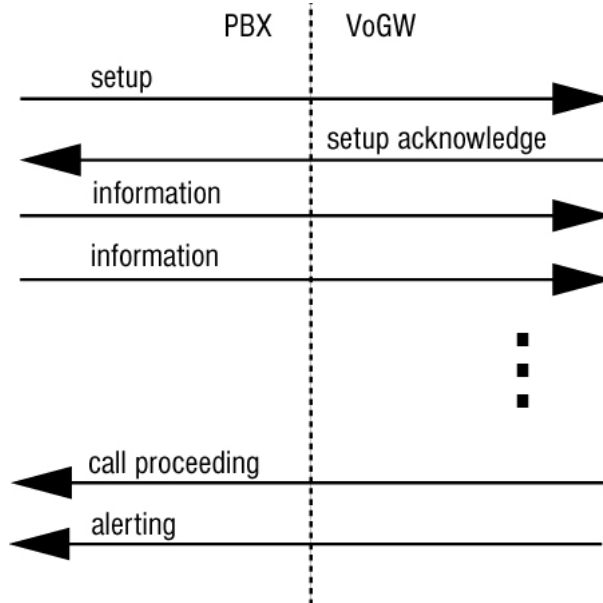 PBX VoGW
setup
setup acknowledge
information
information
call proceeding
alerting